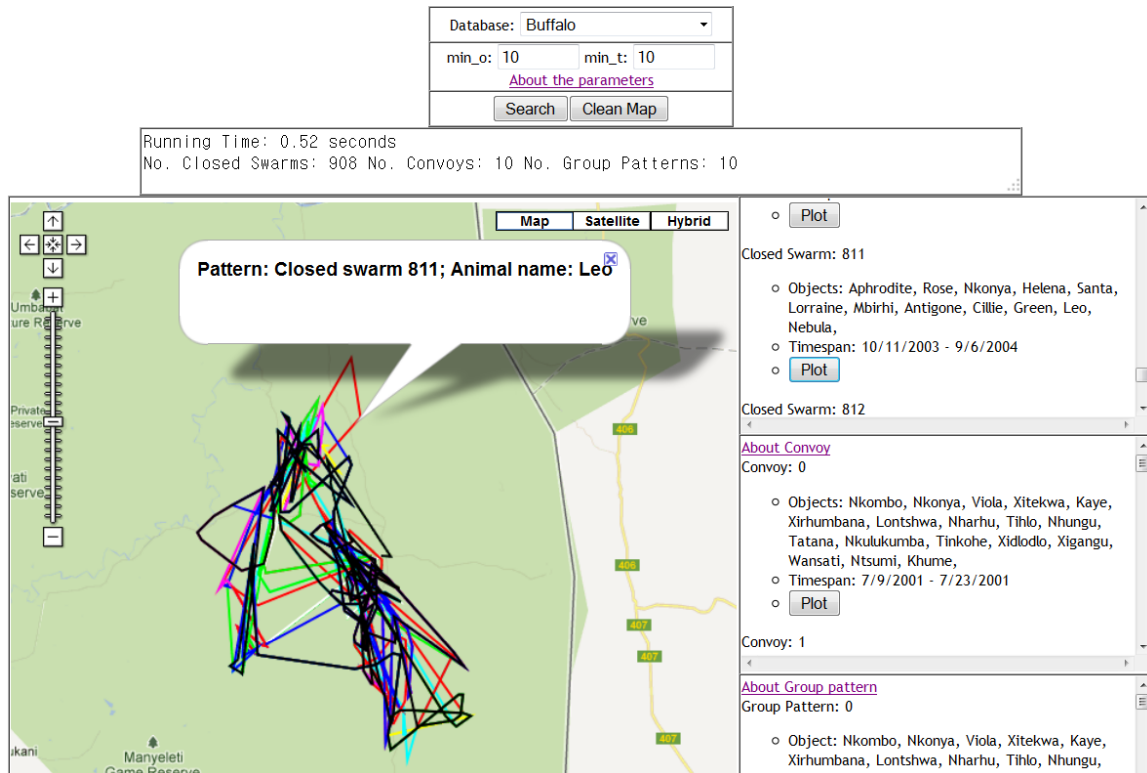 Database: Buffalo
min_o: 10 min_t: 10
About the parameters
Search Clean Map
Running Time: 0.52 seconds
No. Closed Swarms: 908 No. Convoys: 10 No. Group Patterns: 10
Map Satellite Hybrid
Pattern: Closed swarm 811; Animal name: Leo
Private
406
406
407
407
407
Manyeleti
Game Reserve
Plot
Closed Swarm: 811
Objects: Aphrodite, Rose, Nkonya, Helena, Santa,
Lorraine, Mbirhi, Antigone, Cillie, Green, Leo,
Nebula,
Timespan: 10/11/2003 - 9/6/2004
Plot
Closed Swarm: 812
About Convoy
Convoy: 0
Objects: Nkombo, Nkonya, Viola, Xitekwa, Kaye,
Xirhumbana, Lontshwa, Nharhu, Tihlo, Nhungu,
Tatana, Nkulukumba, Tinkohe, Xidlodlo, Xigangu,
Wansati, Ntsumi, Khume,
Timespan: 7/9/2001 - 7/23/2001
Plot
Convoy: 1
About Group pattern
Group Pattern: 0
Object: Nkombo, Nkonya, Viola, Xitekwa, Kaye,
Xirhumbana, Lontshwa, Nharhu, Tihlo, Nhungu,